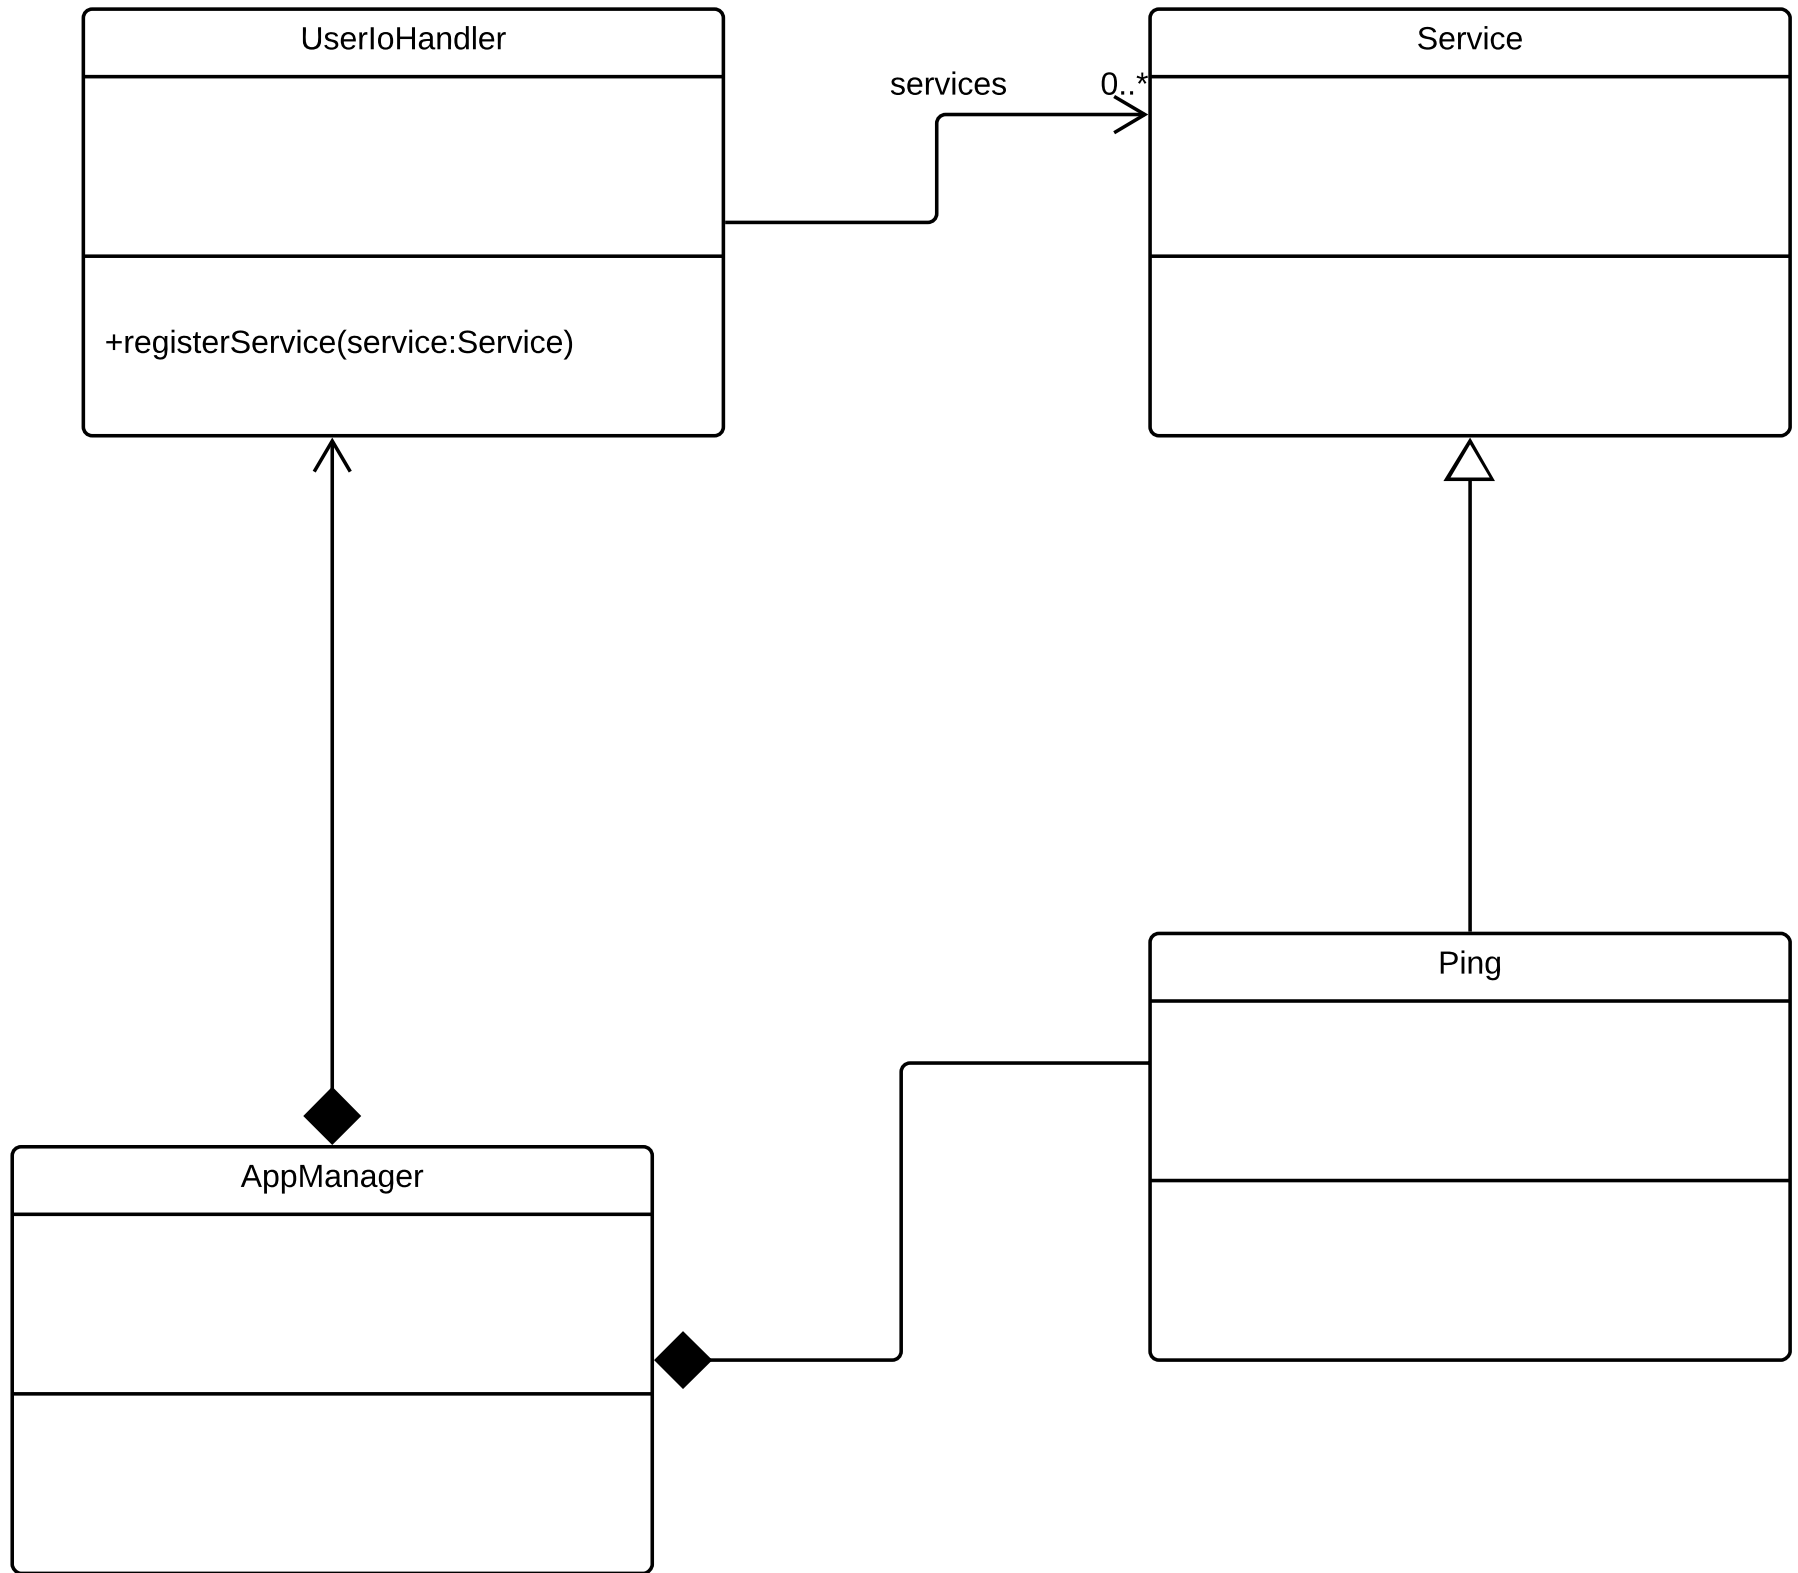 UserIoHandler
Service
services
0..*
+registerService(service:Service)
Ping
AppManager